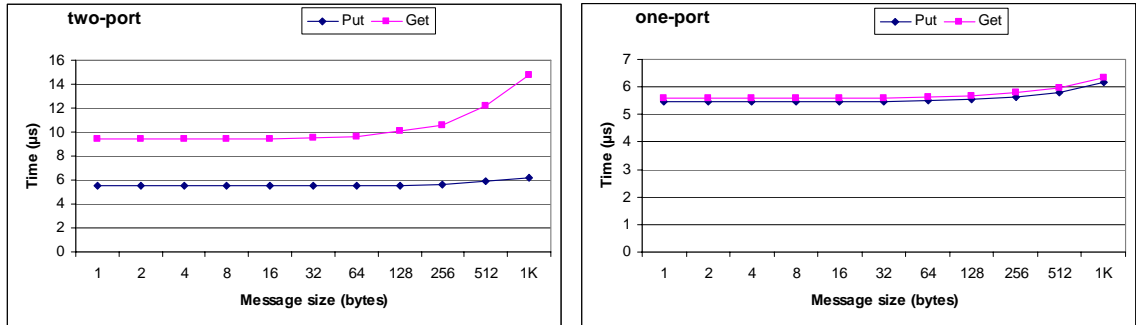 two-port
Put Get
16
14
12
10
8
6
4
2
0
Time (µs)
1 2 4 8 16 32 64 128 256 512 1K
Message size (bytes)
one-port
Put Get
7
6
5
4
3
2
1
0
Time (µs)
1 2 4 8 16 32 64 128 256 512 1K
Message size (bytes)